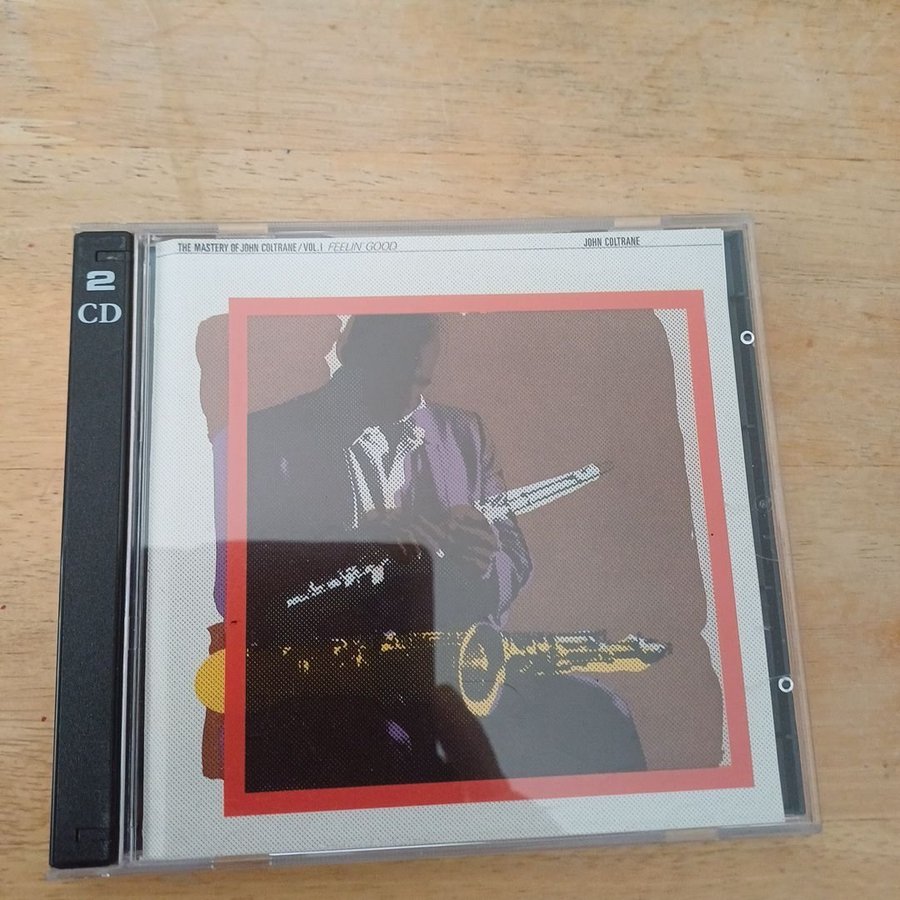 THE MASTERY OF JOHN COLTRANE/VOL. I FEELIN' GOOD
JOHN COLTRANE
2
CD